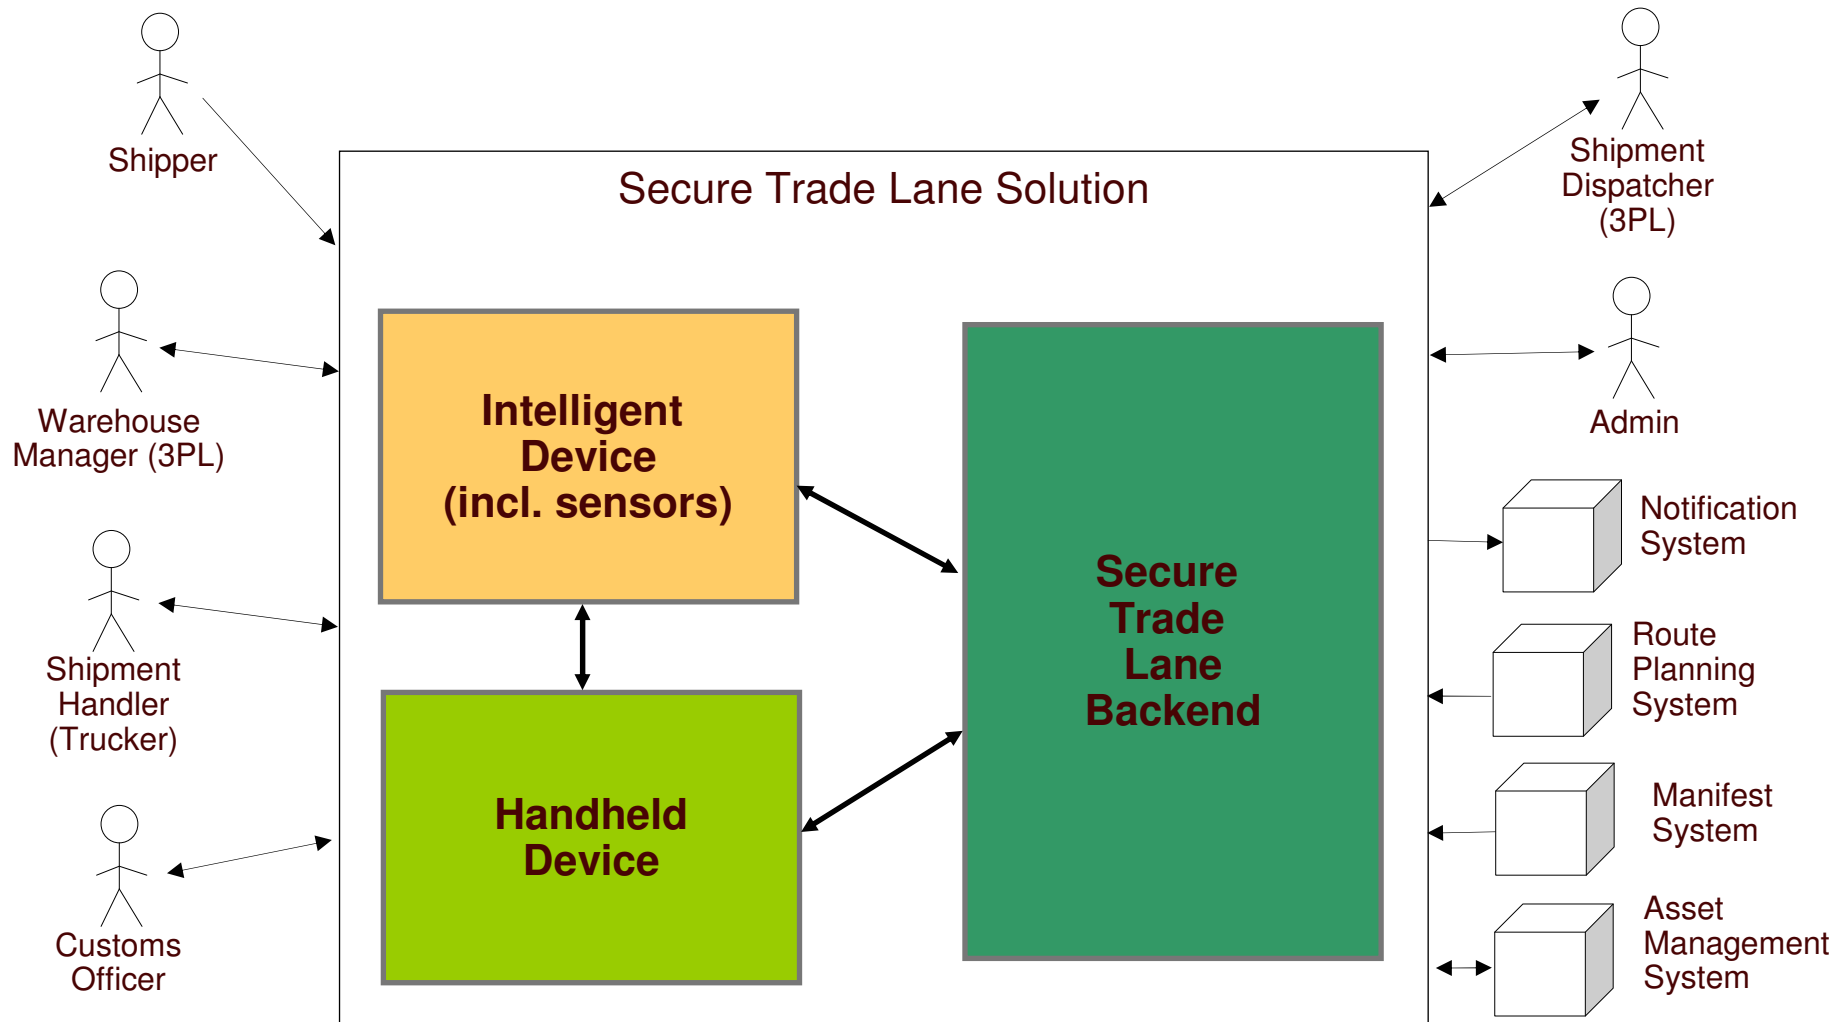 Shipper
Secure Trade Lane Solution
Shipment
Dispatcher
(3PL)
Warehouse
Manager (3PL)
Intelligent
Device
(incl. sensors)
Admin
Shipment
Handler
(Trucker)
Handheld
Device
Customs
Officer
Secure
Trade
Lane
Backend
Notification
System
Route
Planning
System
Manifest
System
Asset
Management
System